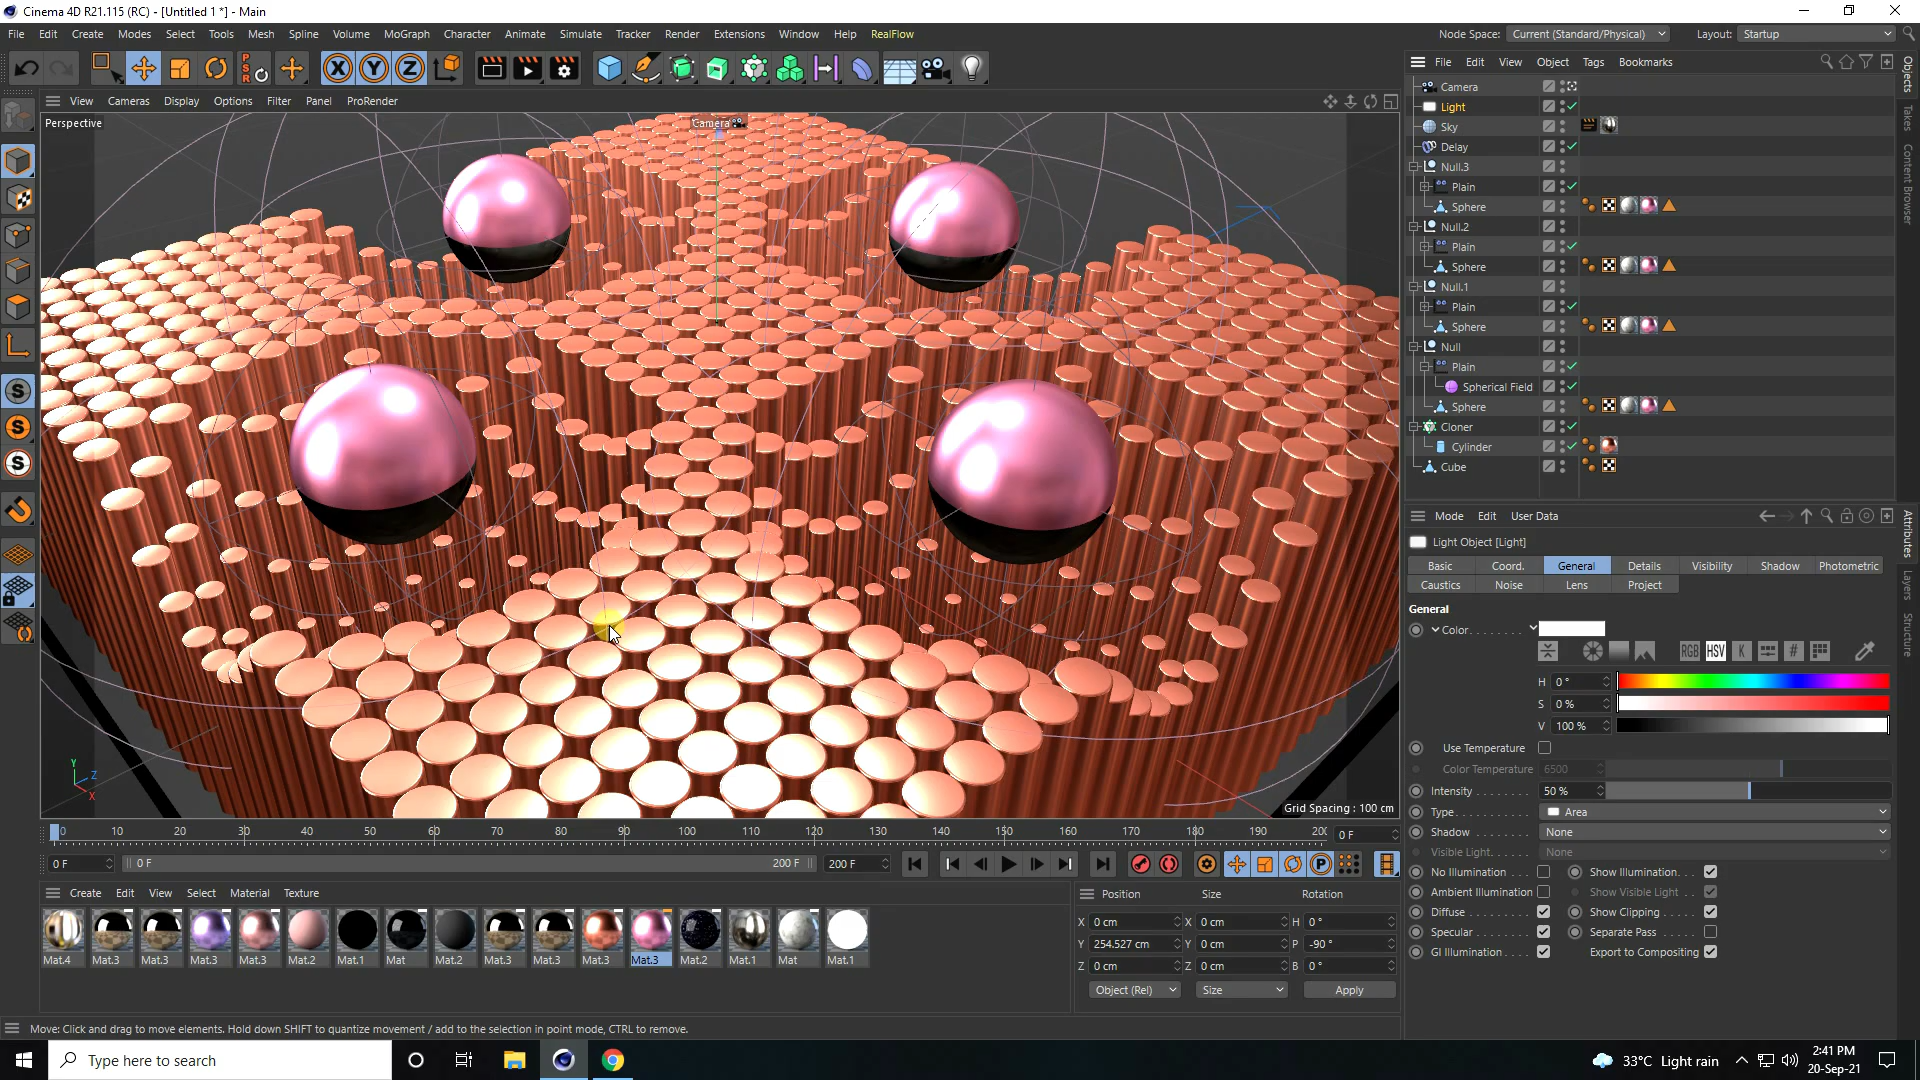 Cinema 4D R21.115 (RC) - [Untitled 1 *] - Main
File Edit Create Modes Select Tools Mesh Spline Volume MoGraph Character Animate Simulate Tracker Render Extensions Window Help RealFlow
Node Space: Current (Standard/Physical) Layout: Startup
View Cameras Display Options Filter Panel ProRender
File Edit View Object Tags Bookmarks
Perspective
Camera
Camera
Light
Sky
Delay
Null.3
Plain
Sphere
Null.2
Plain
Sphere
Null.1
Plain
Sphere
Null
Plain
Spherical Field
Sphere
Cloner
Cylinder
Cube
Objects
Takes
Content Browser
Attributes
Layers
Structure
Mode Edit User Data
Light Object [Light]
Basic Coord. General Details Visibility Shadow Photometric
Caustics Noise Lens Project
General
Color
RGB HSV K #
H 0 °
S 0 %
V 100 %
Use Temperature
Color Temperature 6500
Intensity 50 %
Type Area
Shadow None
Visible Light None
No Illumination Show Illumination
Ambient Illumination Show Visible Light
Diffuse Show Clipping
Specular Separate Pass
GI Illumination Export to Compositing
Y Z X
Grid Spacing : 100 cm
0 10 20 30 40 50 60 70 80 90 100 110 120 130 140 150 160 170 180 190 200 0 F
0 F 0 F 200 F 200 F
Create Edit View Select Material Texture
Mat.4 Mat.3 Mat.3 Mat.3 Mat.3 Mat.2 Mat.1 Mat Mat.2 Mat.3 Mat.3 Mat.3 Mat.3 Mat.2 Mat.1 Mat Mat.1
Position Size Rotation
X 0 cm X 0 cm H 0 °
Y 254.527 cm Y 0 cm P -90 °
Z 0 cm Z 0 cm B 0 °
Object (Rel) Size Apply
Move: Click and drag to move elements. Hold down SHIFT to quantize movement / add to the selection in point mode, CTRL to remove.
Type here to search
33°C Light rain
2:41 PM
20-Sep-21